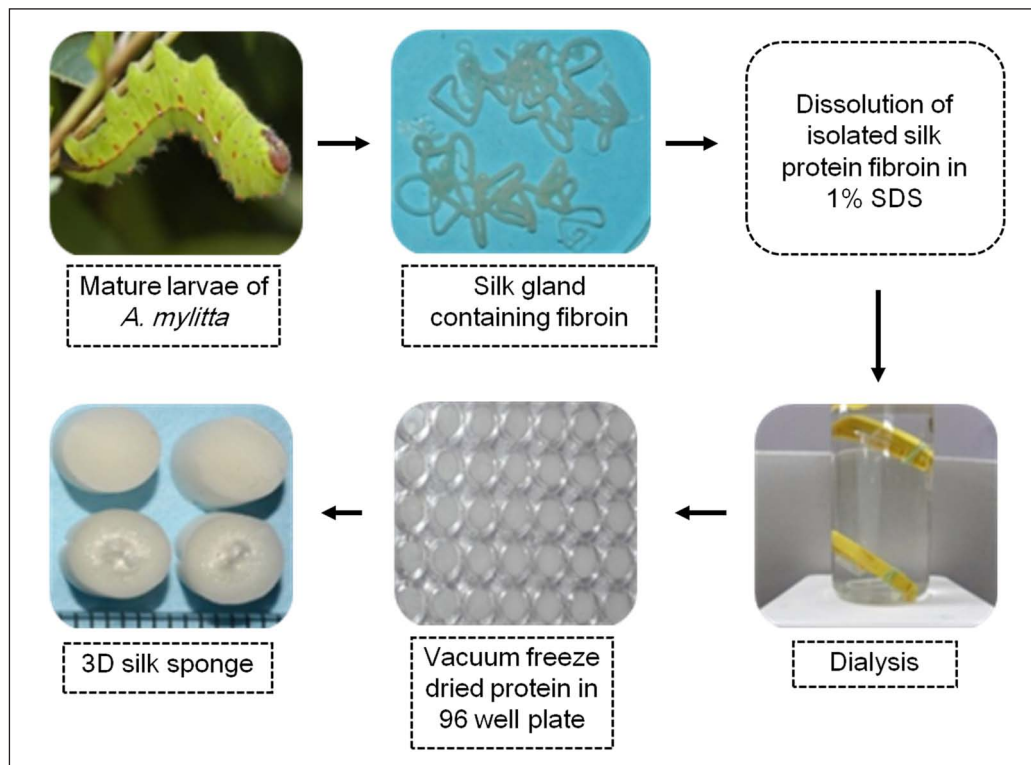 Mature larvae of
A. mylitta
Silk gland
containing fibroin
Dissolution of
isolated silk
protein fibroin in
1% SDS
Dialysis
Vacuum freeze
dried protein in
96 well plate
3D silk sponge